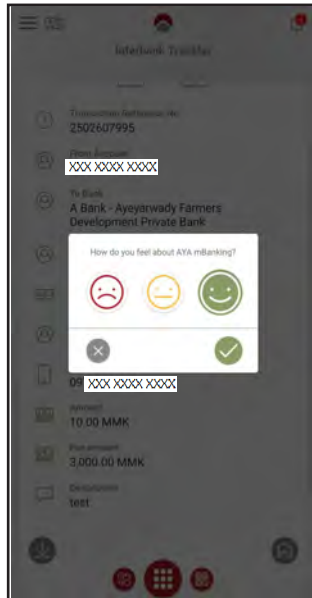 Interbank Transfer
Transaction Reference No
2502607995
From Account
XXX XXXX XXXX
To Bank
A Bank - Ayeyarwady Farmers
Development Private Bank
How do you feel about AYA mBanking?
09 XXX XXXX XXXX
Amount
10.00 MMK
Fee amount
3,000.00 MMK
Description
test